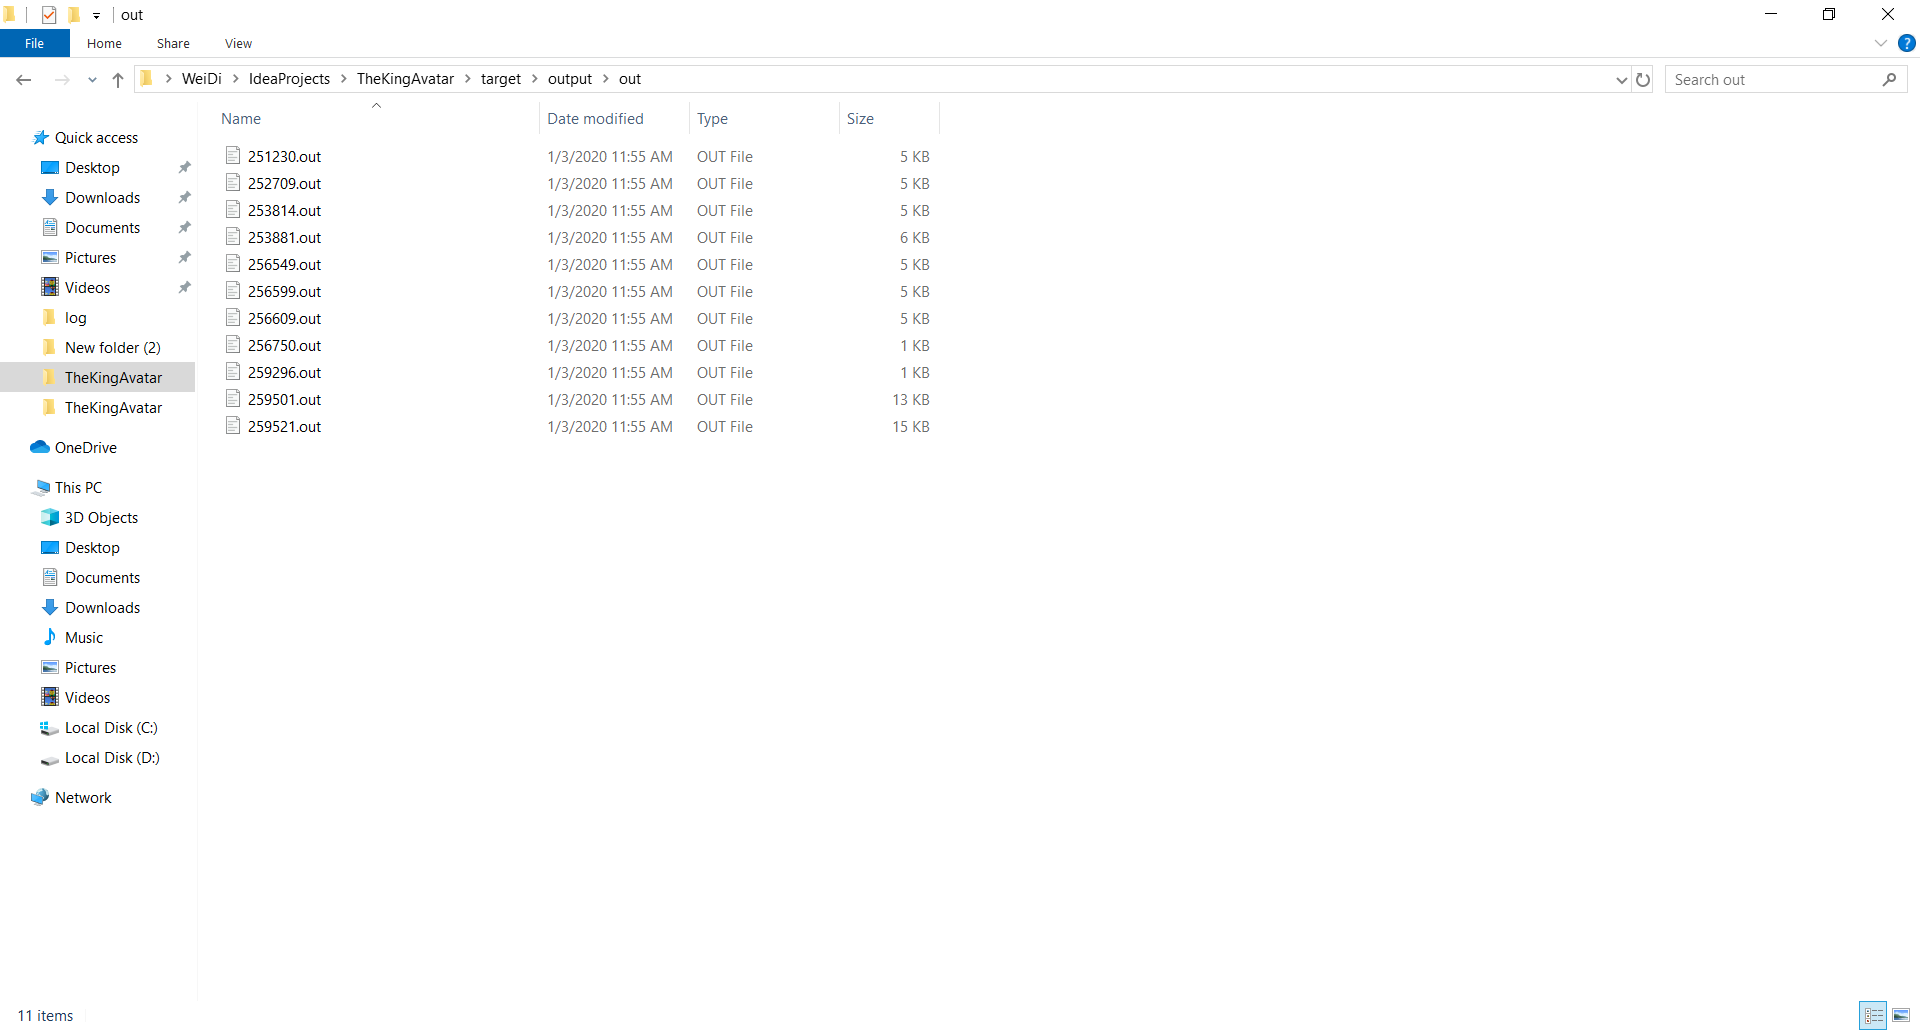 out
File Home Share View
WeiDi IdeaProjects TheKingAvatar target output out
Search out
Name Date modified Type Size
251230.out 1/3/2020 11:55 AM OUT File 5 KB
252709.out 1/3/2020 11:55 AM OUT File 5 KB
253814.out 1/3/2020 11:55 AM OUT File 5 KB
253881.out 1/3/2020 11:55 AM OUT File 6 KB
256549.out 1/3/2020 11:55 AM OUT File 5 KB
256599.out 1/3/2020 11:55 AM OUT File 5 KB
256609.out 1/3/2020 11:55 AM OUT File 5 KB
256750.out 1/3/2020 11:55 AM OUT File 1 KB
259296.out 1/3/2020 11:55 AM OUT File 1 KB
259501.out 1/3/2020 11:55 AM OUT File 13 KB
259521.out 1/3/2020 11:55 AM OUT File 15 KB
Quick access
Desktop
Downloads
Documents
Pictures
Videos
log
New folder (2)
TheKingAvatar
TheKingAvatar
OneDrive
This PC
3D Objects
Desktop
Documents
Downloads
Music
Pictures
Videos
Local Disk (C:)
Local Disk (D:)
Network
11 items